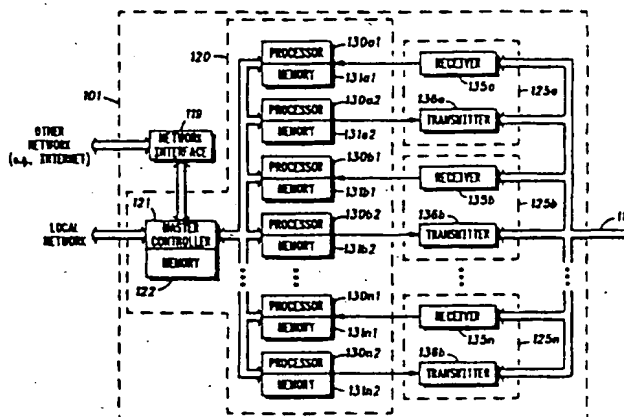 101
120
PROCESSOR
MEMORY
130a1
131a1
RECEIVER
135a
125a
119
NETWORK
INTERFACE
OTHER
NETWORK
(e.g., INTERNET)
PROCESSOR
MEMORY
130a2
131a2
136a
TRANSMITTER
121
MASTER
CONTROLLER
MEMORY
122
LOCAL
NETWORK
PROCESSOR
MEMORY
130b1
131b1
RECEIVER
135b
125b
PROCESSOR
MEMORY
130b2
131b2
136b
TRANSMITTER
PROCESSOR
MEMORY
130n1
131n1
RECEIVER
135n
125n
PROCESSOR
MEMORY
130n2
131n2
136b
TRANSMITTER